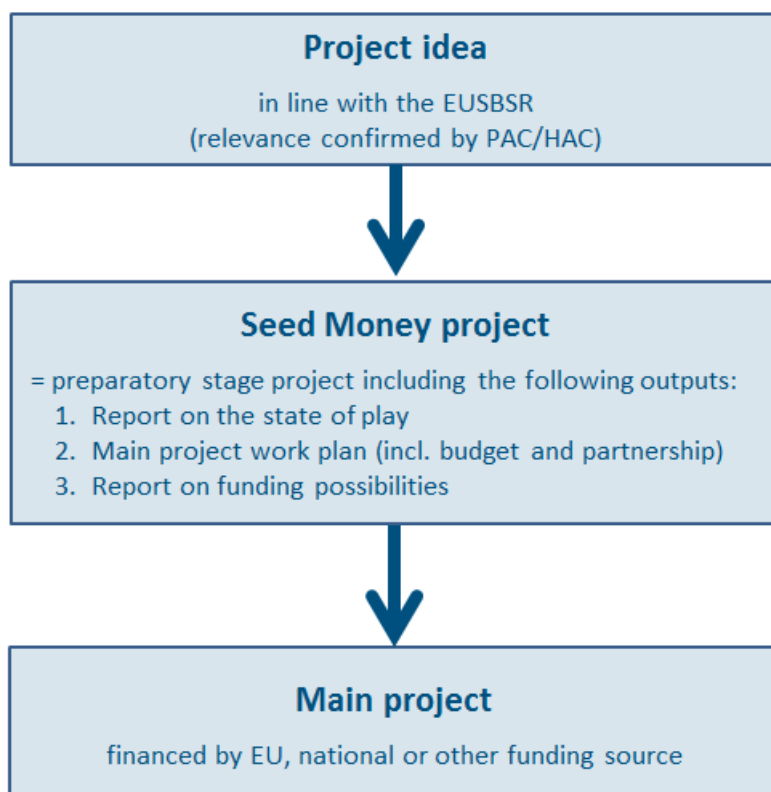 Project idea
in line with the EUSBSR
(relevance confirmed by PAC/HAC)
Seed Money project
= preparatory stage project including the following outputs:
1. Report on the state of play
2. Main project work plan (incl. budget and partnership)
3. Report on funding possibilities
Main project
financed by EU, national or other funding source